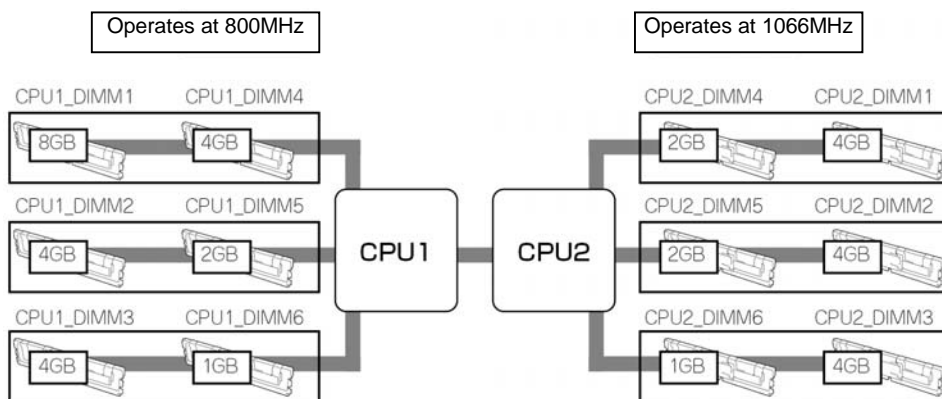 Operates at 800MHz
Operates at 1066MHz
CPU1_DIMM1 CPU1_DIMM4
CPU2_DIMM4 CPU2_DIMM1
8GB 4GB
2GB 4GB
CPU1_DIMM2 CPU1_DIMM5
CPU2_DIMM5 CPU2_DIMM2
4GB 2GB
CPU1
CPU2
2GB 4GB
CPU1_DIMM3 CPU1_DIMM6
CPU2_DIMM6 CPU2_DIMM3
4GB 1GB
1GB 4GB